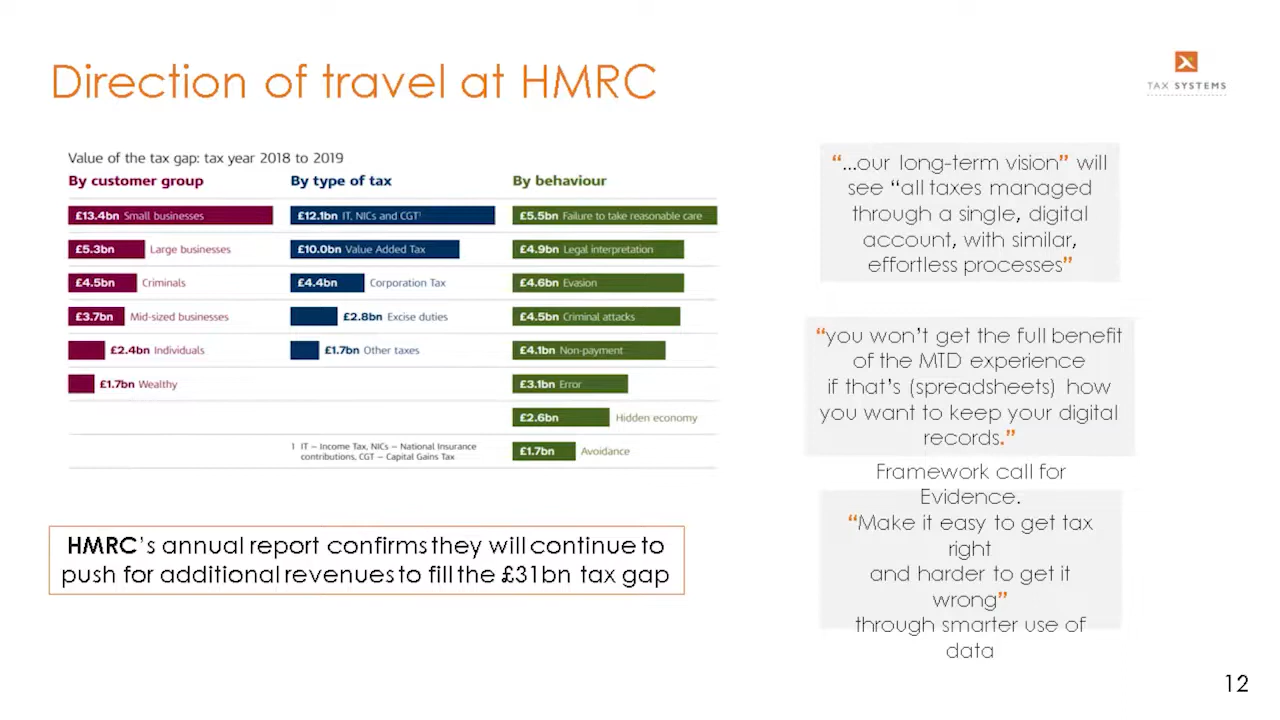 Direction of travel at HMRC
TAX SYSTEMS
Value of the tax gap: tax year 2018 to 2019
By customer group
£13.4bn Small businesses
£5.3bn Large businesses
£4.5bn Criminals
£3.7bn Mid-sized businesses
£2.4bn Individuals
£1.7bn Wealthy
By type of tax
£12.1bn IT, NICs and CGT¹
£10.0bn Value Added Tax
£4.4bn Corporation Tax
£2.8bn Excise duties
£1.7bn Other taxes
1 IT – Income Tax, NICs – National Insurance
contributions, CGT – Capital Gains Tax
By behaviour
£5.5bn Failure to take reasonable care
£4.9bn Legal interpretation
£4.6bn Evasion
£4.5bn Criminal attacks
£4.1bn Non-payment
£3.1bn Error
£2.6bn Hidden economy
£1.7bn Avoidance
HMRC's annual report confirms they will continue to
push for additional revenues to fill the £31bn tax gap
“...our long-term vision” will
see “all taxes managed
through a single, digital
account, with similar,
effortless processes”
“you won't get the full benefit
of the MTD experience
if that's (spreadsheets) how
you want to keep your digital
records.”
Framework call for
Evidence.
“Make it easy to get tax
right
and harder to get it
wrong”
through smarter use of
data
12